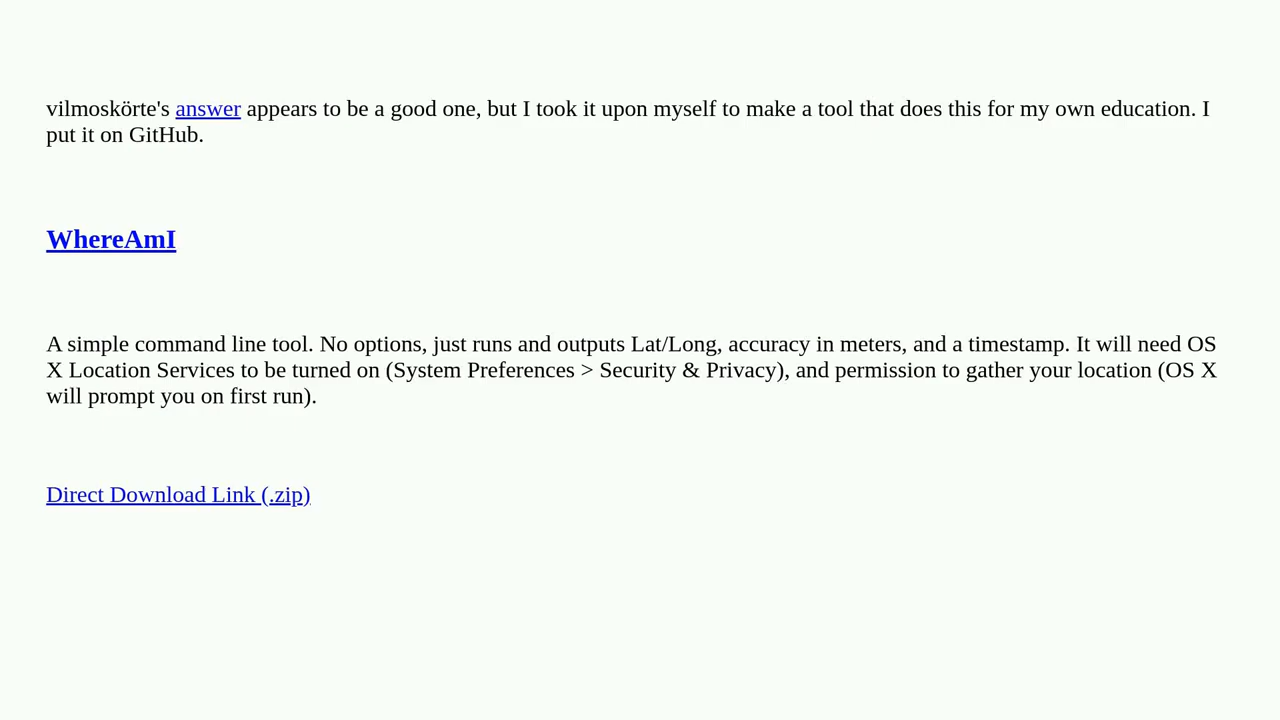 vilmoskörte's answer appears to be a good one, but I took it upon myself to make a tool that does this for my own education. I
put it on GitHub.
WhereAmI
A simple command line tool. No options, just runs and outputs Lat/Long, accuracy in meters, and a timestamp. It will need OS
X Location Services to be turned on (System Preferences > Security & Privacy), and permission to gather your location (OS X
will prompt you on first run).
Direct Download Link (.zip)